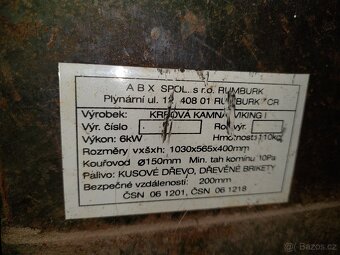 ABX SPOL. s r.o. RUMBURK
Plynární ul. 12, 408 01 RUMBURK ČR
Výrobek: KRBOVÁ KAMNA VIKING I
Výr. číslo Rok výr.
Výkon: 6kW Hmotnost: 110kg
Rozměry vxšxh: 1030x565x400mm
Kouřovod Ø150mm Min. tah komínu 10Pa
Palivo: KUSOVÉ DŘEVO, DŘEVĚNÉ BRIKETY
Bezpečné vzdálenosti: 200mm
ČSN 06 1201, ČSN 06 1218
Bazoš.cz